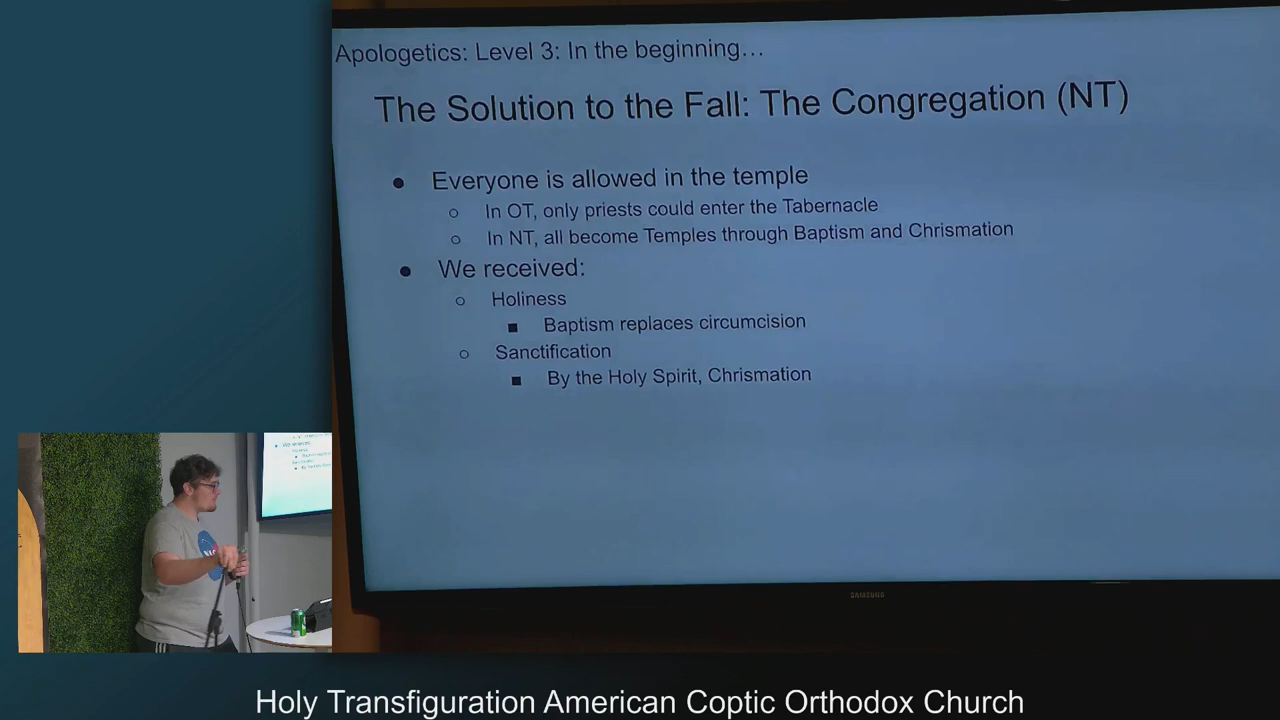 Apologetics: Level 3: In the beginning...
The Solution to the Fall: The Congregation (NT)
● Everyone is allowed in the temple
○ In OT, only priests could enter the Tabernacle
○ In NT, all become Temples through Baptism and Chrismation
● We received:
○ Holiness
■ Baptism replaces circumcision
○ Sanctification
■ By the Holy Spirit, Chrismation
SAMSUNG
Holy Transfiguration American Coptic Orthodox Church